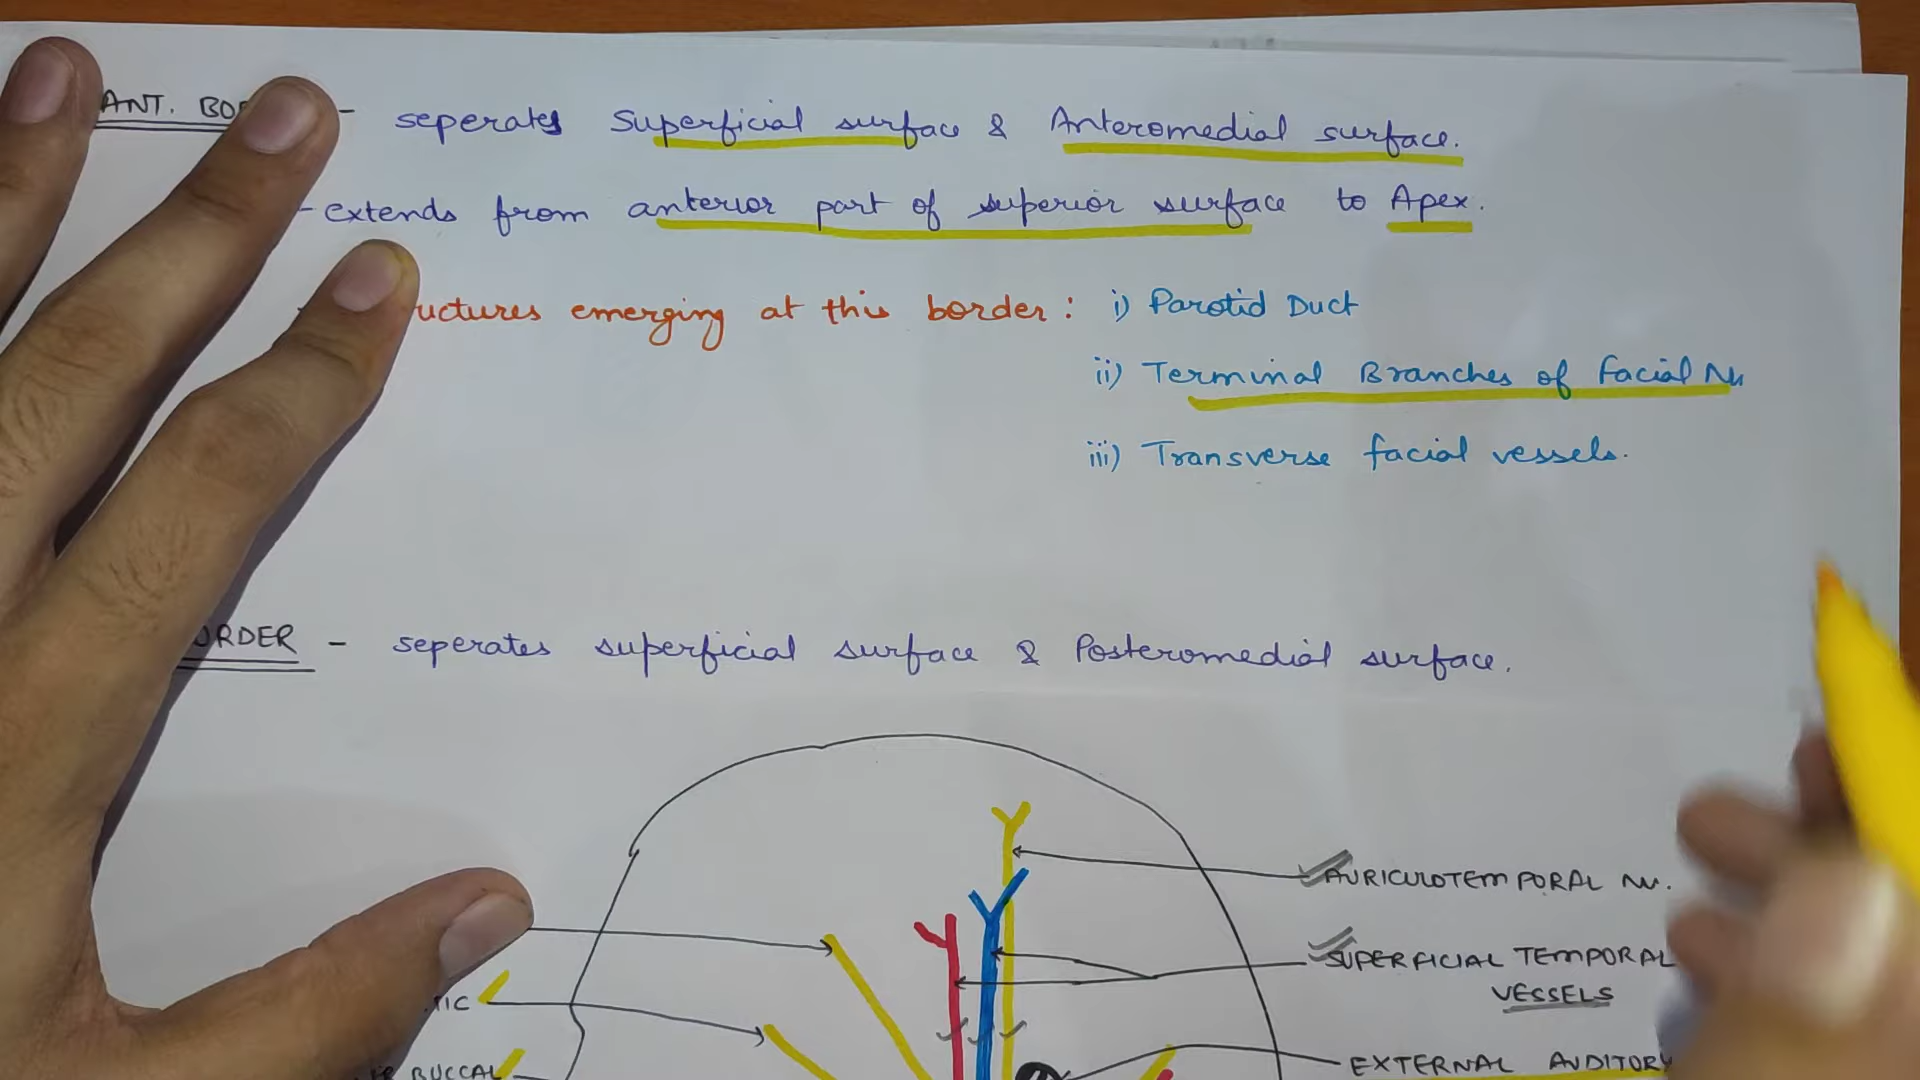 ANT. BO - seperates Superficial surface & Anteromedial surface.
- extends from anterior part of superior surface to Apex.
uctures emerging at this border : i) Parotid Duct
ii) Terminal Branches of Facial Nv
iii) Transverse facial vessels.
ORDER - seperates superficial surface & Posteromedial surface.
AURICULOTEMPORAL Nv.
SUPERFICIAL TEMPORAL
VESSELS
TIC
BUCCAL
EXTERNAL AUDITORY